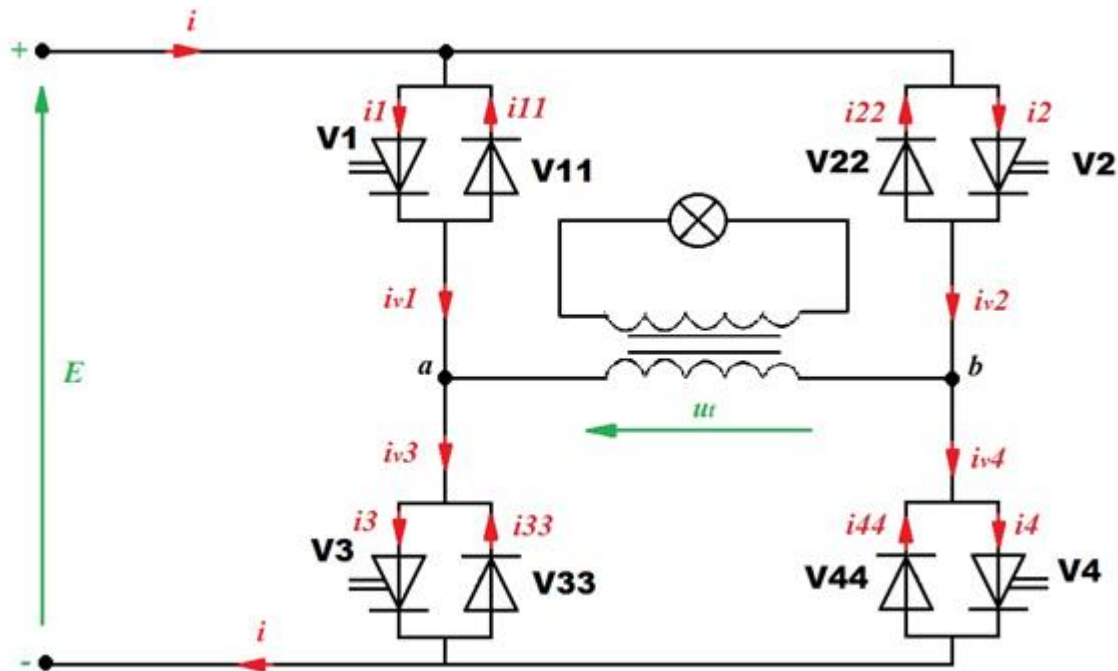 i
+
i1 i11 i22 i2
V1 V11 V22 V2
iv1 iv2
E a b
ut
iv3 iv4
i3 i33 i44 i4
V3 V33 V44 V4
i
-